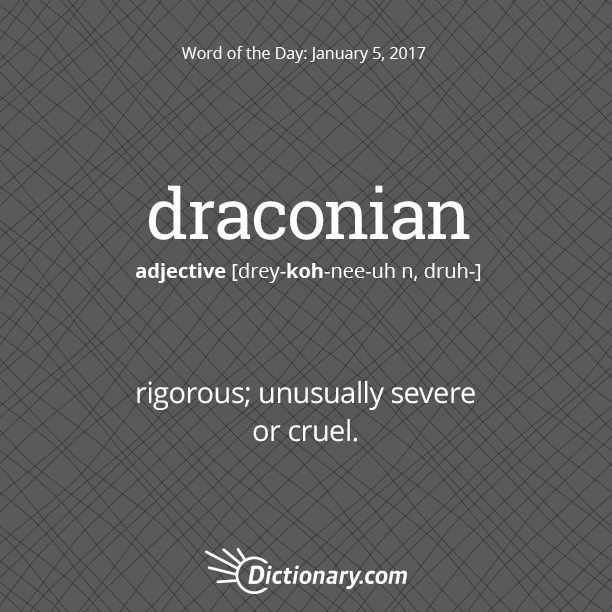 Word of the Day: January 5, 2017
draconian
adjective [drey-koh-nee-uh n, druh-]
rigorous; unusually severe
or cruel.
Dictionary.com